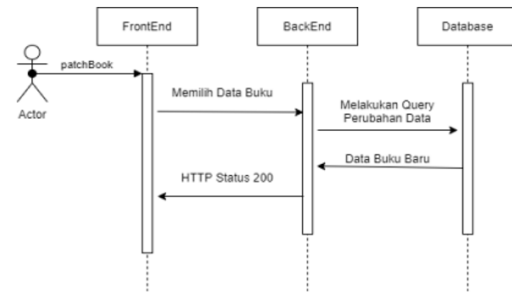 FrontEnd
BackEnd
Database
patchBook
Actor
Memilih Data Buku
Melakukan Query
Perubahan Data
Data Buku Baru
HTTP Status 200